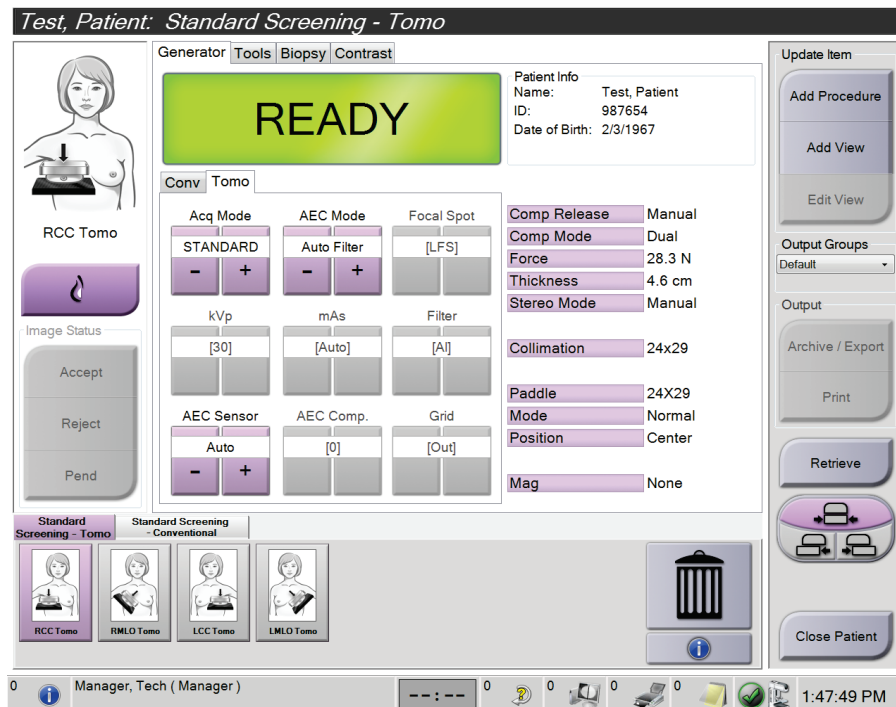 Test, Patient: Standard Screening - Tomo
Generator Tools Biopsy Contrast
READY
Patient Info
Name: Test, Patient
ID: 987654
Date of Birth: 2/3/1967
RCC Tomo
Conv Tomo
Acq Mode AEC Mode Focal Spot
STANDARD Auto Filter [LFS]
- + - +
kVp mAs Filter
[30] [Auto] [Al]
AEC Sensor AEC Comp. Grid
Auto [0] [Out]
- +
Comp Release Manual
Comp Mode Dual
Force 28.3 N
Thickness 4.6 cm
Stereo Mode Manual
Collimation 24x29
Paddle 24X29
Mode Normal
Position Center
Mag None
Image Status
Accept
Reject
Pend
Update Item
Add Procedure
Add View
Edit View
Output Groups
Default
Output
Archive / Export
Print
Retrieve
Close Patient
Standard
Screening - Tomo
Standard Screening
- Conventional
RCC Tomo RMLO Tomo LCC Tomo LMLO Tomo
0 Manager, Tech ( Manager ) --:-- 0 0 0 0 1:47:49 PM